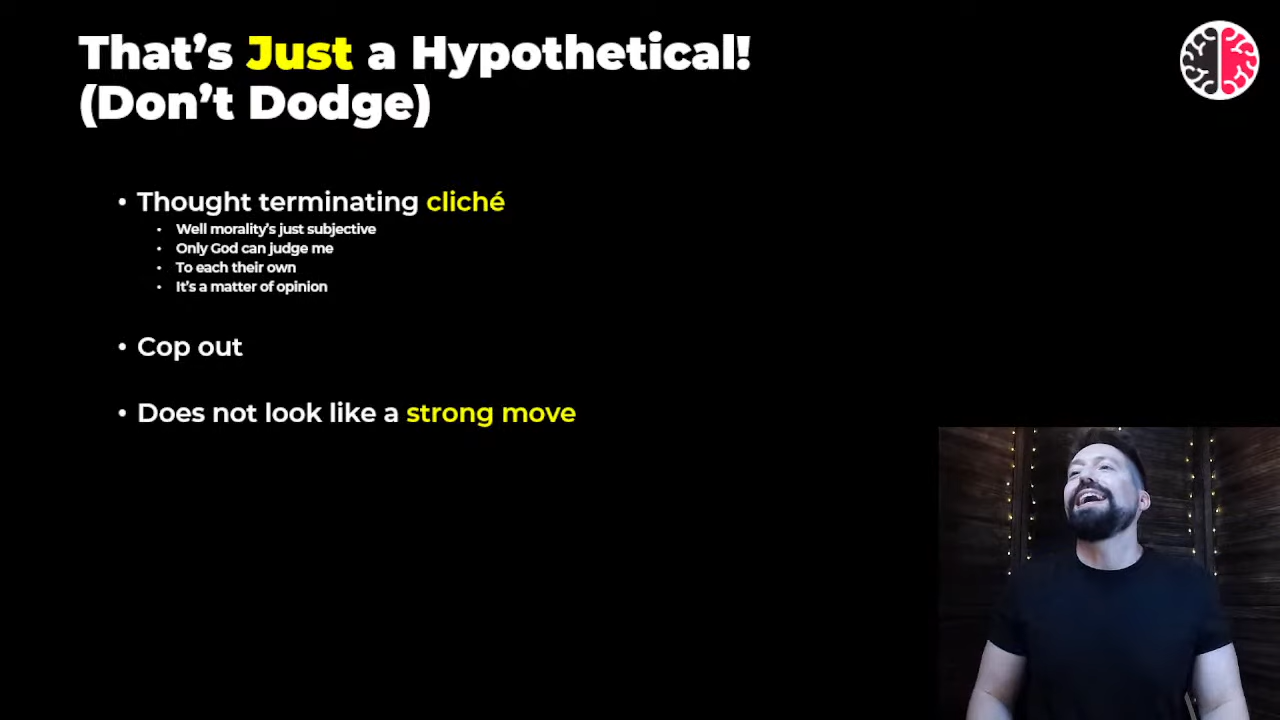 That’s Just a Hypothetical!
(Don’t Dodge)
• Thought terminating cliché
• Well morality’s just subjective
• Only God can judge me
• To each their own
• It’s a matter of opinion
• Cop out
• Does not look like a strong move